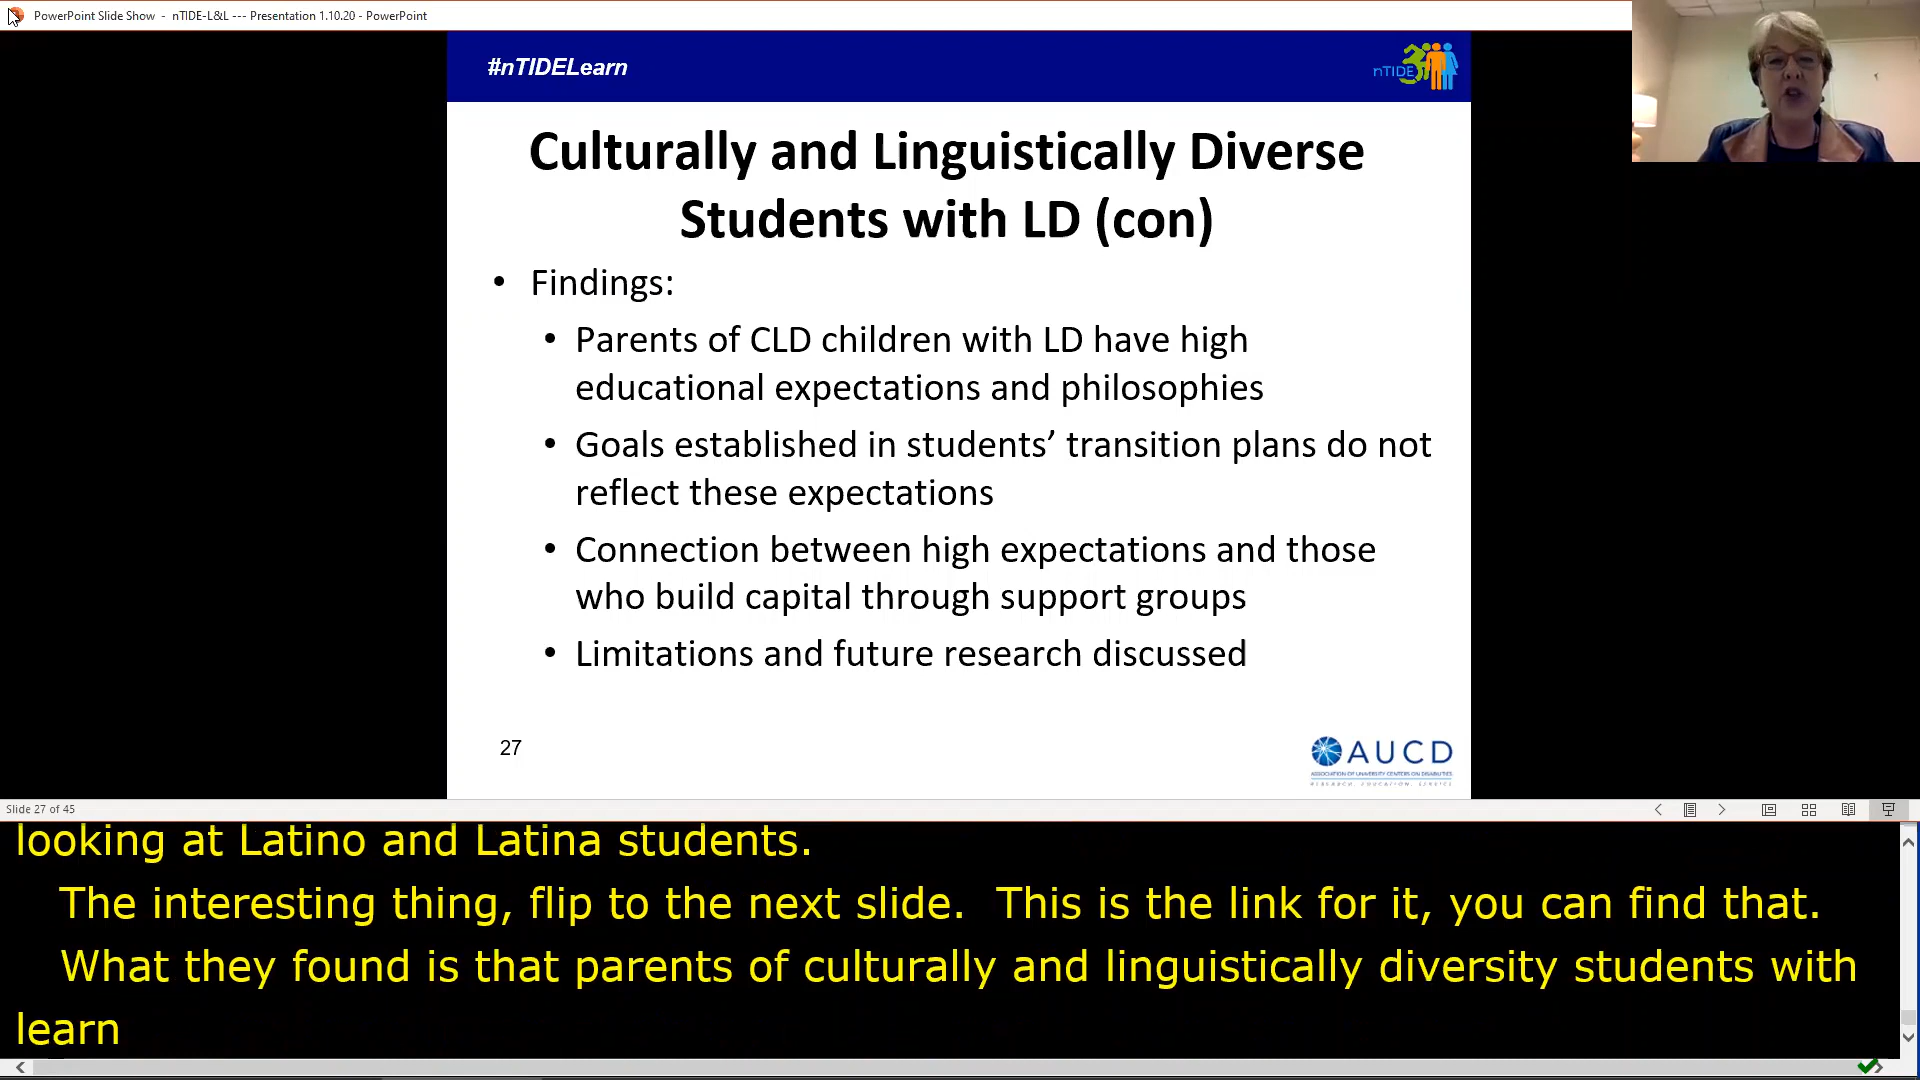 PowerPoint Slide Show - nTIDE-L&L --- Presentation 1.10.20 - PowerPoint
#nTIDELearn
nTIDE
Culturally and Linguistically Diverse
Students with LD (con)
• Findings:
• Parents of CLD children with LD have high
educational expectations and philosophies
• Goals established in students’ transition plans do not
reflect these expectations
• Connection between high expectations and those
who build capital through support groups
• Limitations and future research discussed
27
AUCD
ASSOCIATION OF UNIVERSITY CENTERS ON DISABILITIES
RESEARCH, EDUCATION, SERVICE
Slide 27 of 45
looking at Latino and Latina students.
The interesting thing, flip to the next slide. This is the link for it, you can find that.
What they found is that parents of culturally and linguistically diversity students with
learn